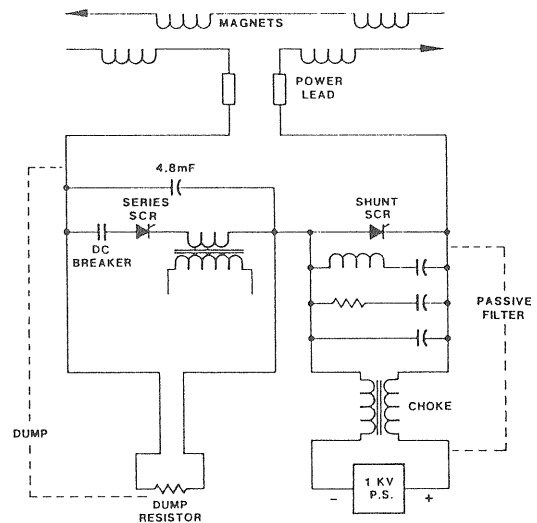 MAGNETS
POWER
LEAD
4.8mF
SERIES
SCR
SHUNT
SCR
DC
BREAKER
PASSIVE
FILTER
CHOKE
DUMP
1 KV
P.S.
- +
DUMP
RESISTOR